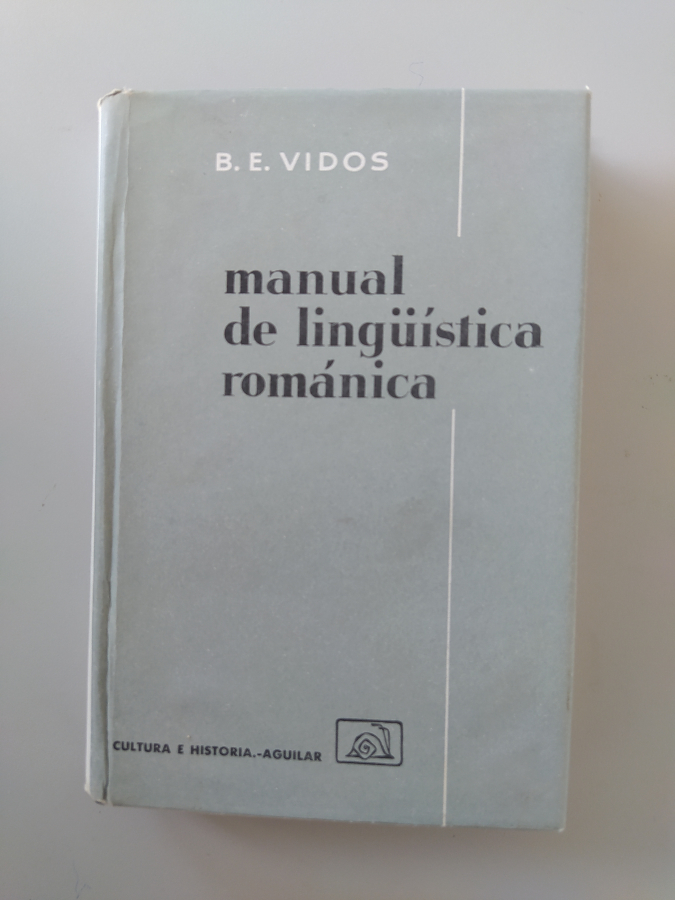 B. E. VIDOS
manual
de lingüística
románica
CULTURA E HISTORIA.-AGUILAR